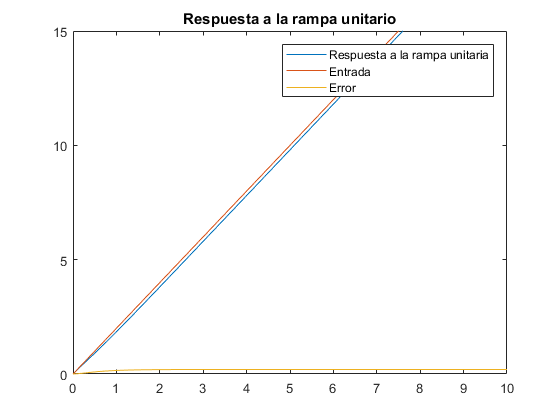 Respuesta a la rampa unitario
15
10
5
0
Respuesta a la rampa unitaria
Entrada
Error
0 1 2 3 4 5 6 7 8 9 10